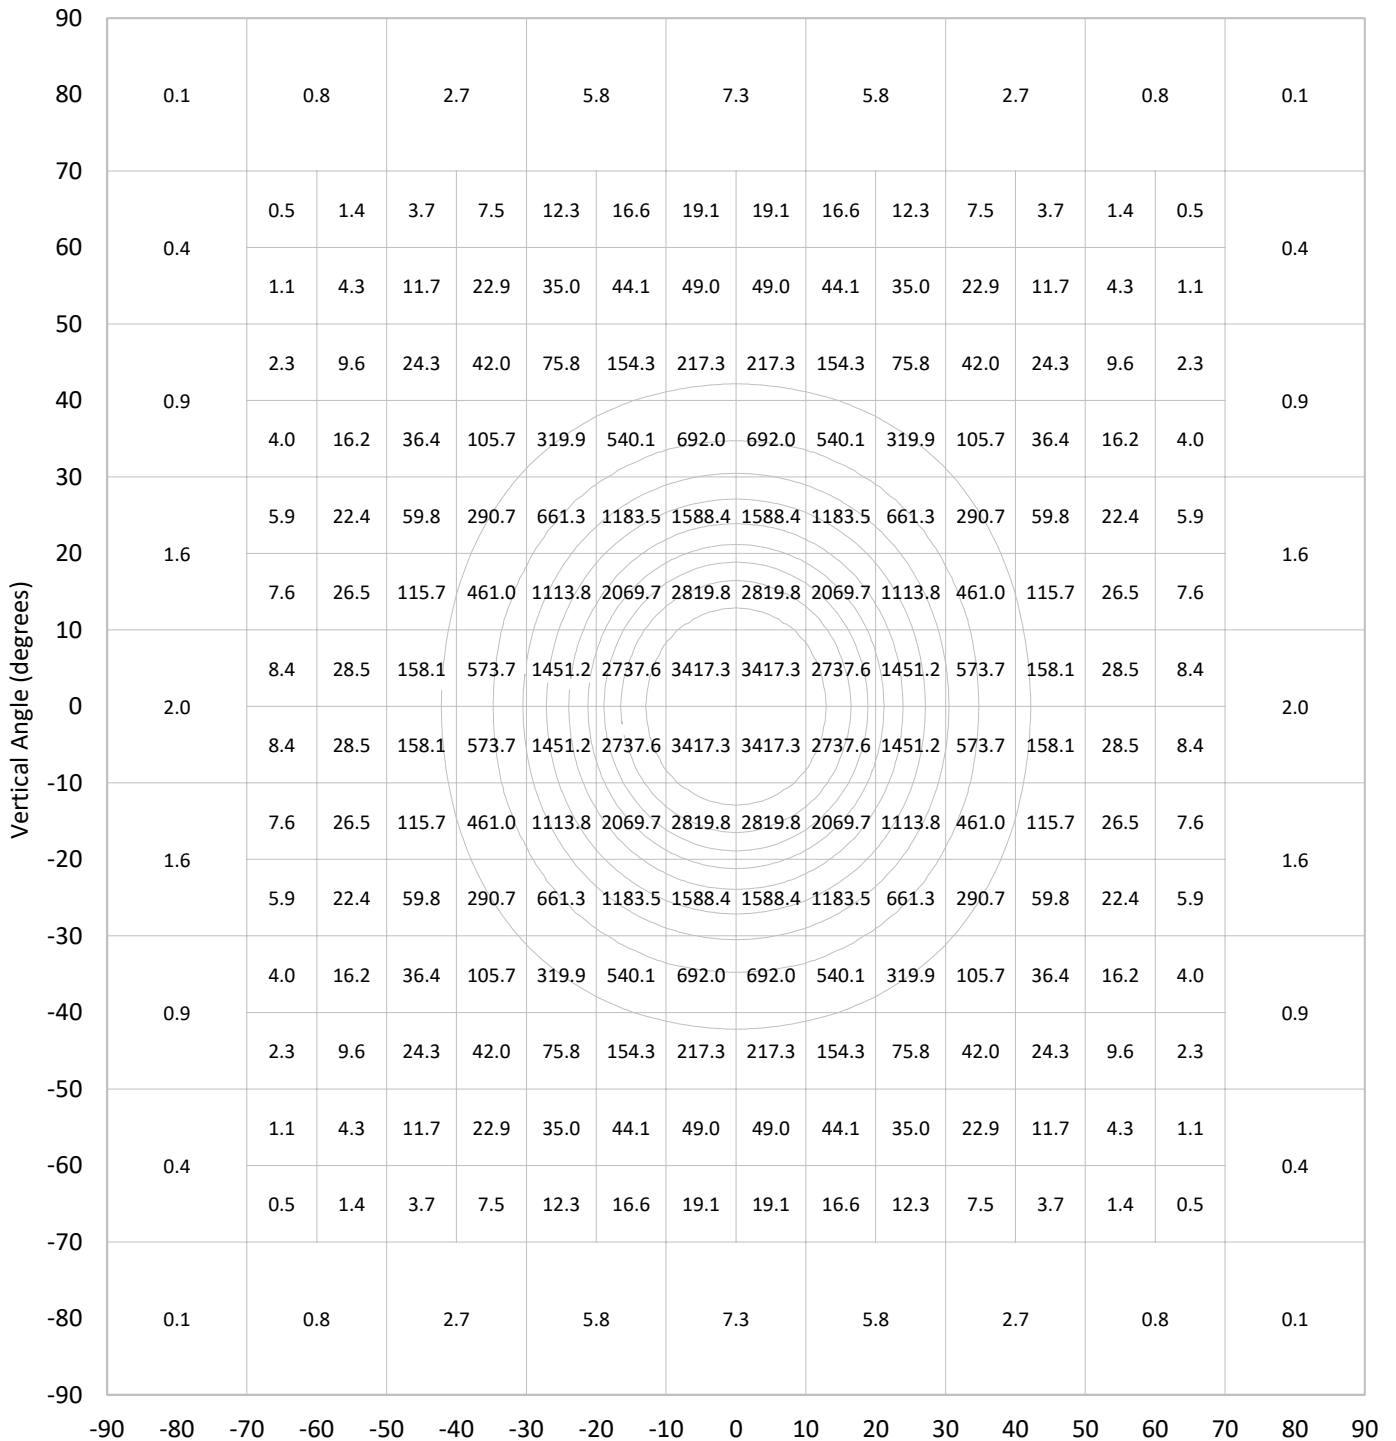 90
80 0.1 0.8 2.7 5.8 7.3 5.8 2.7 0.8 0.1
70
0.5 1.4 3.7 7.5 12.3 16.6 19.1 19.1 16.6 12.3 7.5 3.7 1.4 0.5
60 0.4 0.4
1.1 4.3 11.7 22.9 35.0 44.1 49.0 49.0 44.1 35.0 22.9 11.7 4.3 1.1
50
2.3 9.6 24.3 42.0 75.8 154.3 217.3 217.3 154.3 75.8 42.0 24.3 9.6 2.3
40 0.9 0.9
4.0 16.2 36.4 105.7 319.9 540.1 692.0 692.0 540.1 319.9 105.7 36.4 16.2 4.0
30
5.9 22.4 59.8 290.7 661.3 1183.5 1588.4 1588.4 1183.5 661.3 290.7 59.8 22.4 5.9
20 1.6 1.6
7.6 26.5 115.7 461.0 1113.8 2069.7 2819.8 2819.8 2069.7 1113.8 461.0 115.7 26.5 7.6
10
8.4 28.5 158.1 573.7 1451.2 2737.6 3417.3 3417.3 2737.6 1451.2 573.7 158.1 28.5 8.4
0 2.0 2.0
8.4 28.5 158.1 573.7 1451.2 2737.6 3417.3 3417.3 2737.6 1451.2 573.7 158.1 28.5 8.4
-10
7.6 26.5 115.7 461.0 1113.8 2069.7 2819.8 2819.8 2069.7 1113.8 461.0 115.7 26.5 7.6
-20 1.6 1.6
5.9 22.4 59.8 290.7 661.3 1183.5 1588.4 1588.4 1183.5 661.3 290.7 59.8 22.4 5.9
-30
4.0 16.2 36.4 105.7 319.9 540.1 692.0 692.0 540.1 319.9 105.7 36.4 16.2 4.0
-40 0.9 0.9
2.3 9.6 24.3 42.0 75.8 154.3 217.3 217.3 154.3 75.8 42.0 24.3 9.6 2.3
-50
1.1 4.3 11.7 22.9 35.0 44.1 49.0 49.0 44.1 35.0 22.9 11.7 4.3 1.1
-60 0.4 0.4
0.5 1.4 3.7 7.5 12.3 16.6 19.1 19.1 16.6 12.3 7.5 3.7 1.4 0.5
-70
-80 0.1 0.8 2.7 5.8 7.3 5.8 2.7 0.8 0.1
-90
-90 -80 -70 -60 -50 -40 -30 -20 -10 0 10 20 30 40 50 60 70 80 90
Vertical Angle (degrees)